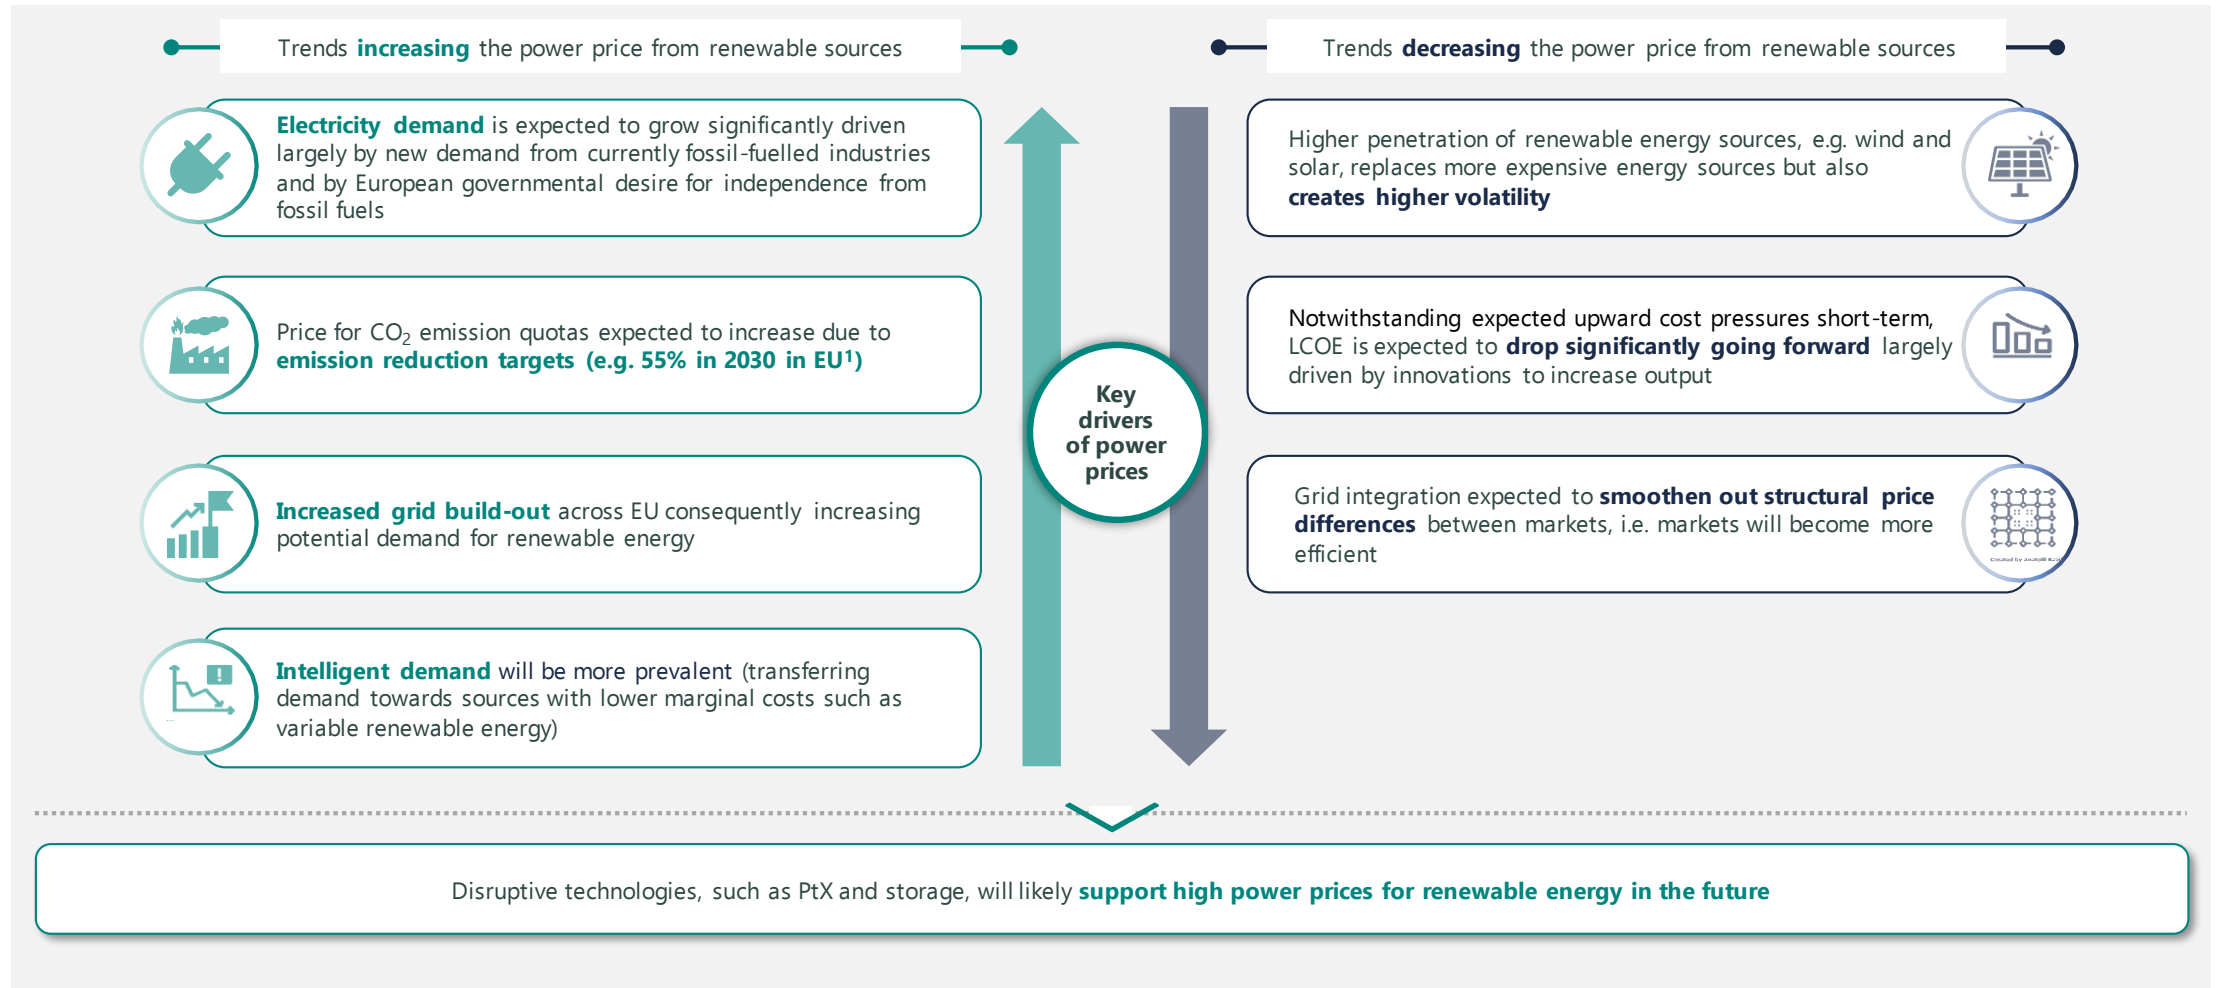 Trends increasing the power price from renewable sources
Electricity demand is expected to grow significantly driven
largely by new demand from currently fossil-fuelled industries
and by European governmental desire for independence from
fossil fuels
Price for CO2 emission quotas expected to increase due to
emission reduction targets (e.g. 55% in 2030 in EU¹)
Increased grid build-out across EU consequently increasing
potential demand for renewable energy
Intelligent demand will be more prevalent (transferring
demand towards sources with lower marginal costs such as
variable renewable energy)
Key
drivers
of power
prices
Trends decreasing the power price from renewable sources
Higher penetration of renewable energy sources, e.g. wind and
solar, replaces more expensive energy sources but also
creates higher volatility
Notwithstanding expected upward cost pressures short-term,
LCOE is expected to drop significantly going forward largely
driven by innovations to increase output
Grid integration expected to smoothen out structural price
differences between markets, i.e. markets will become more
efficient
Created by
Disruptive technologies, such as PtX and storage, will likely support high power prices for renewable energy in the future